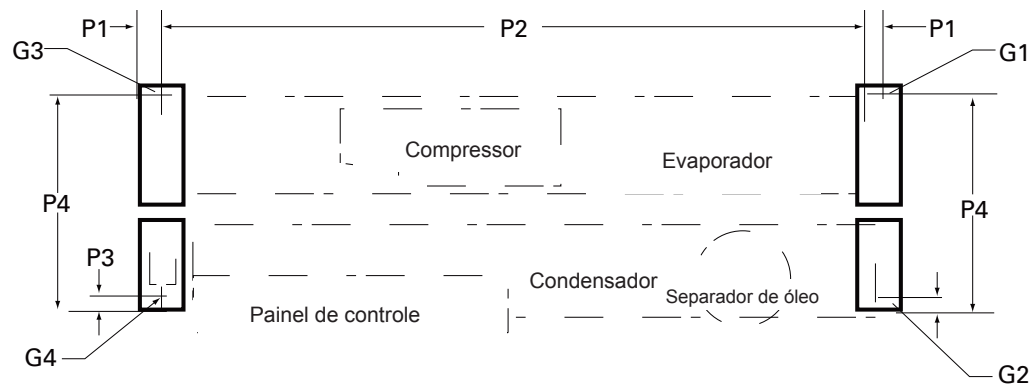 P1
P2
P1
G3
G1
Compressor
Evaporador
P4
P4
P3
Condensador
Separador de óleo
Painel de controle
G4
G2